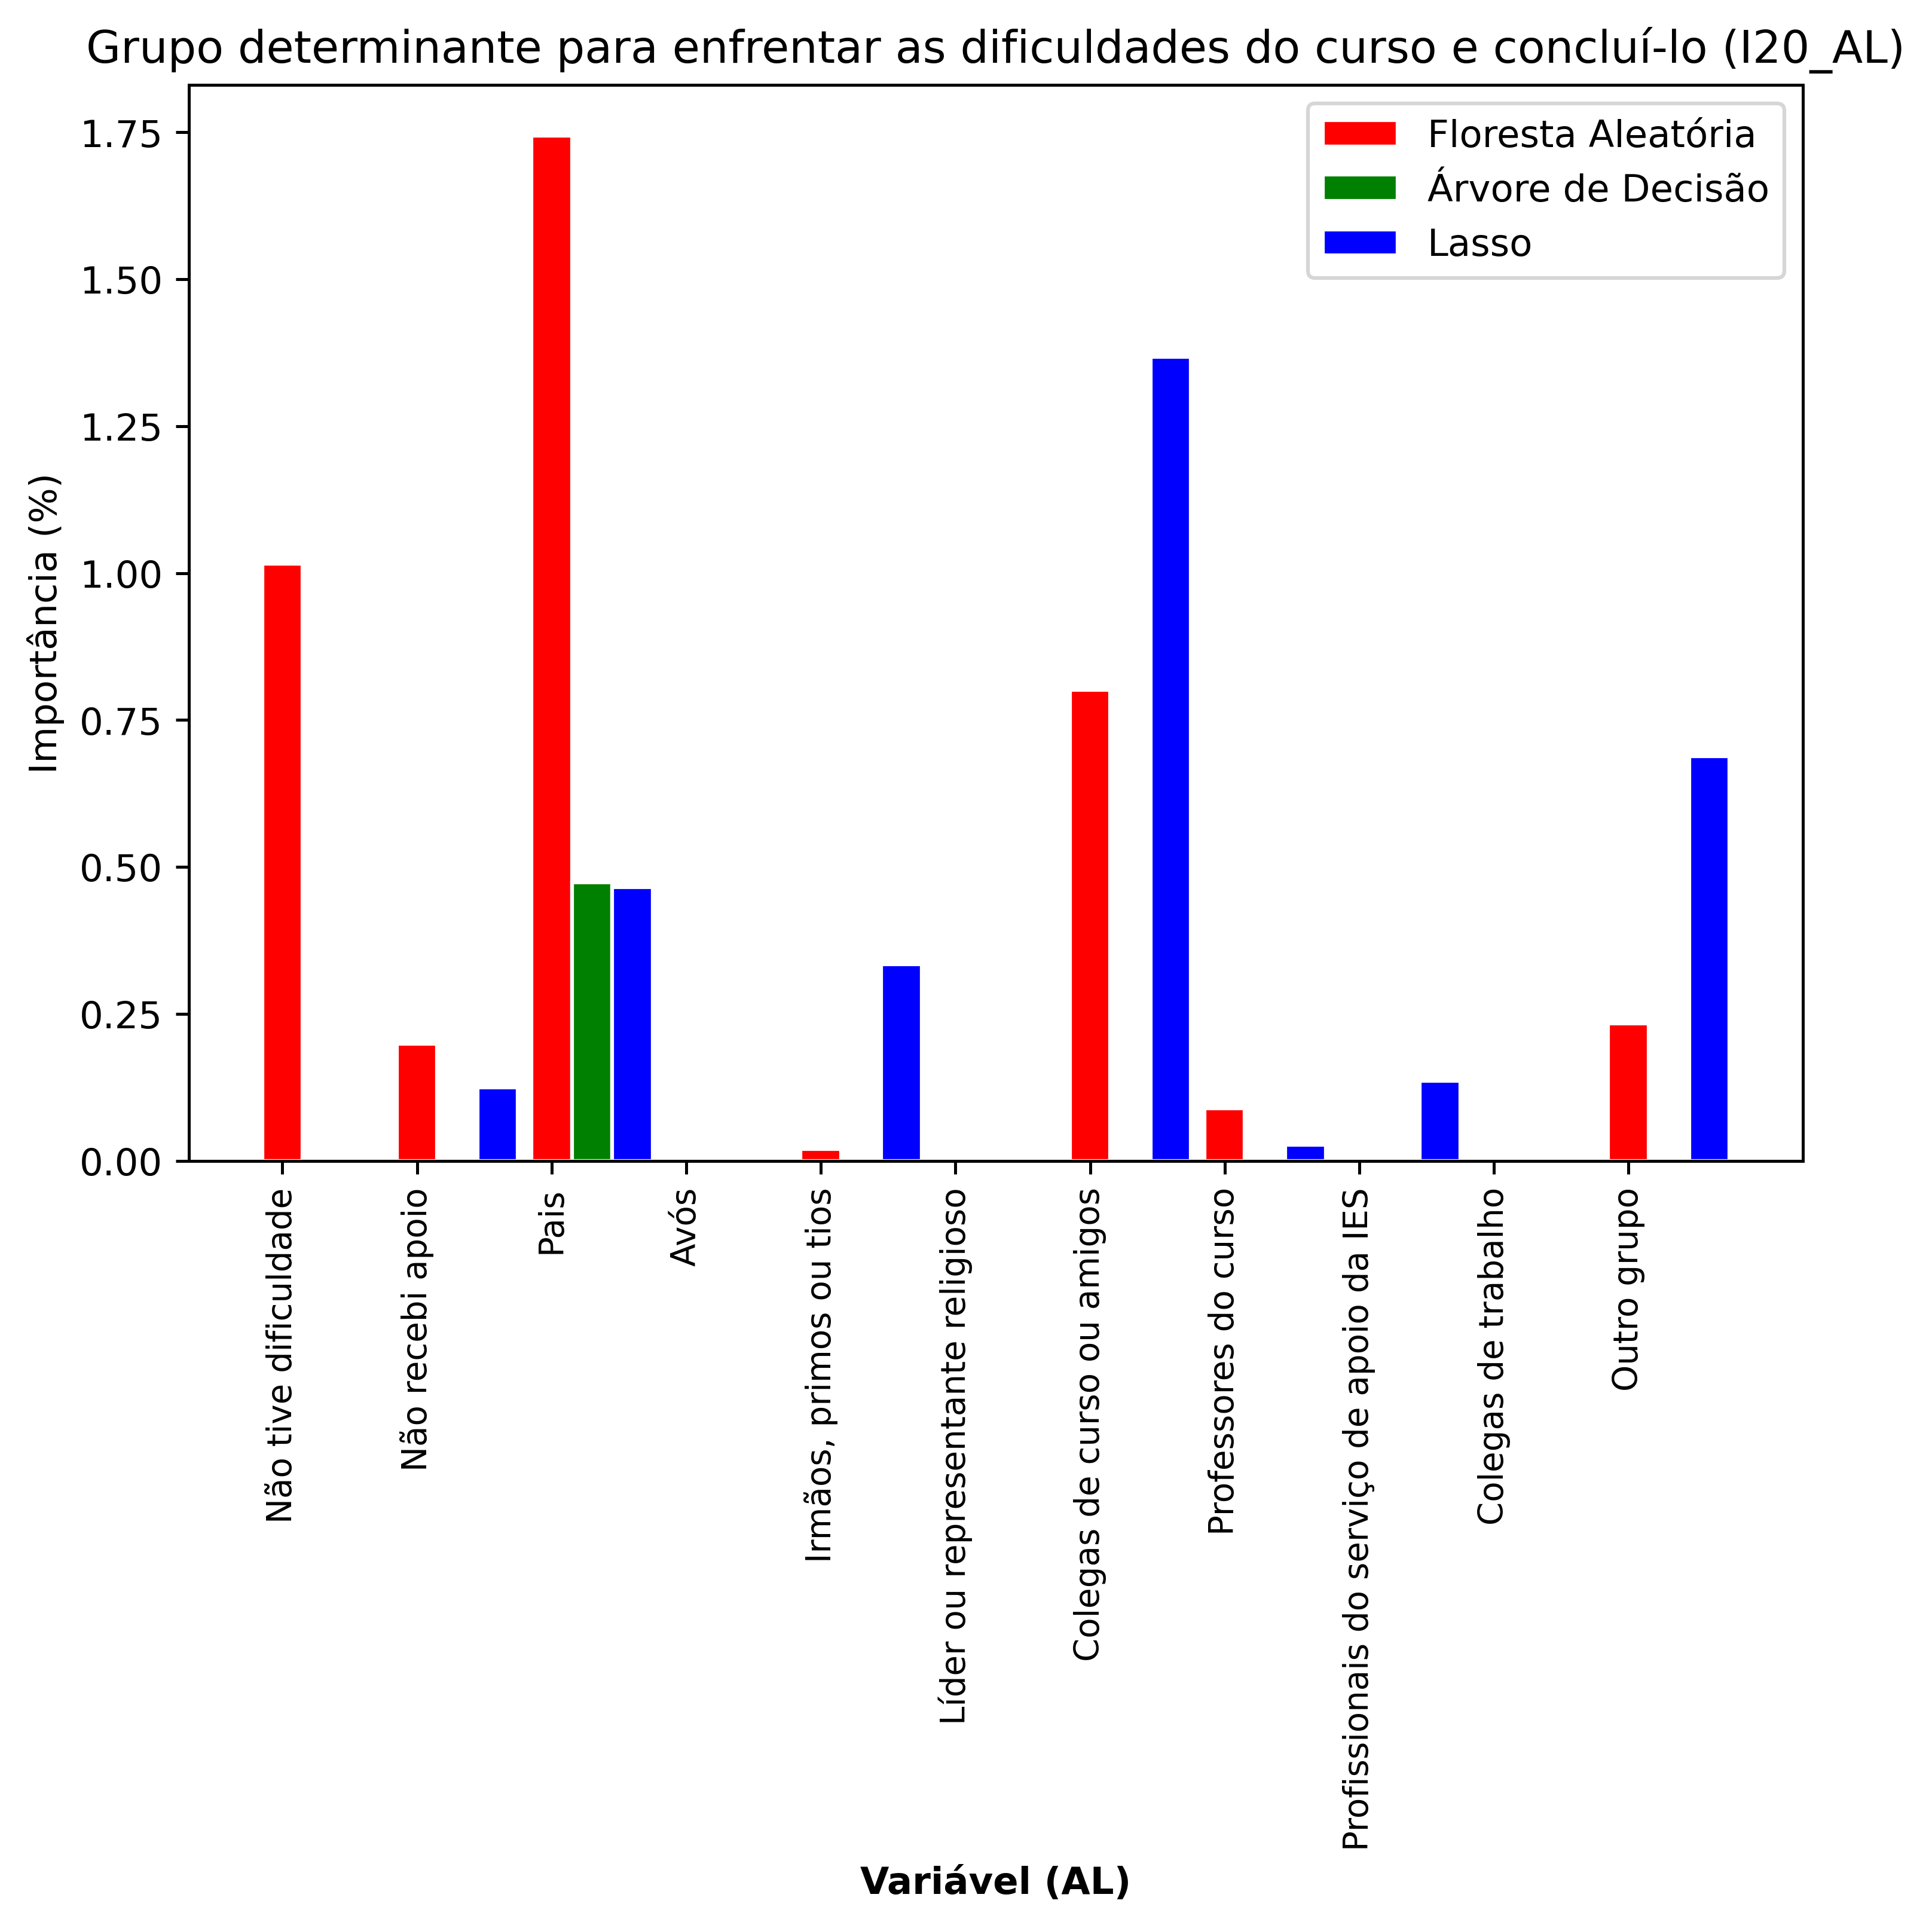 Grupo determinante para enfrentar as dificuldades do curso e concluí-lo (I20_AL)
Floresta Aleatória
Árvore de Decisão
Lasso
Importância (%)
1.75
1.50
1.25
1.00
0.75
0.50
0.25
0.00
Não tive dificuldade
Não recebi apoio
Pais
Avós
Irmãos, primos ou tios
Líder ou representante religioso
Colegas de curso ou amigos
Professores do curso
Profissionais do serviço de apoio da IES
Colegas de trabalho
Outro grupo
Variável (AL)